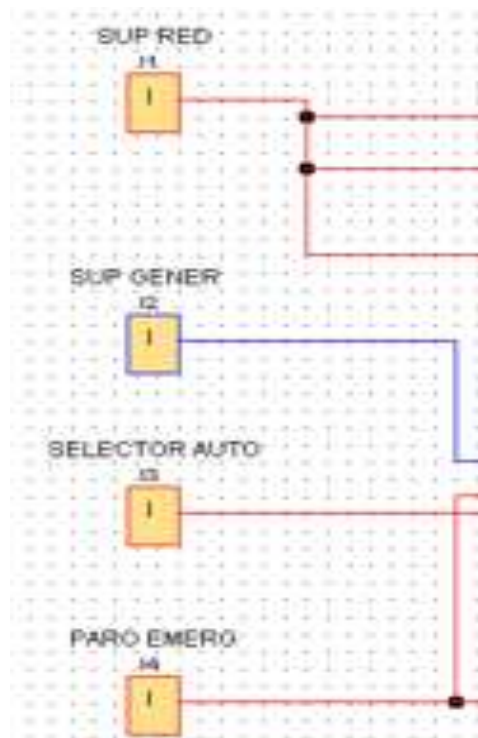 SUP RED
I1
I
SUP GENER
I2
I
SELECTOR AUTO
I3
I
PARO EMERG
I4
I